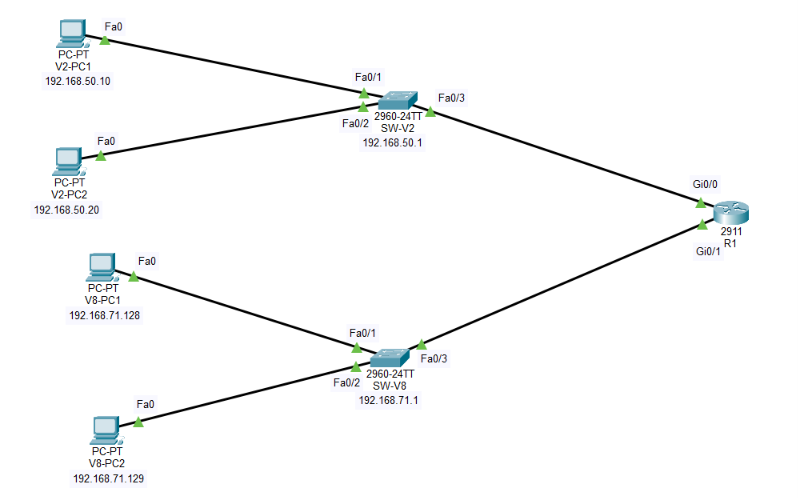 Fa0
PC-PT
V2-PC1
192.168.50.10
Fa0/1
Fa0/3
Fa0/2
2960-24TT
SW-V2
192.168.50.1
Fa0
PC-PT
V2-PC2
192.168.50.20
Gi0/0
2911
R1
Gi0/1
Fa0
PC-PT
V8-PC1
192.168.71.128
Fa0/1
Fa0/3
Fa0/2
2960-24TT
SW-V8
192.168.71.1
Fa0
PC-PT
V8-PC2
192.168.71.129